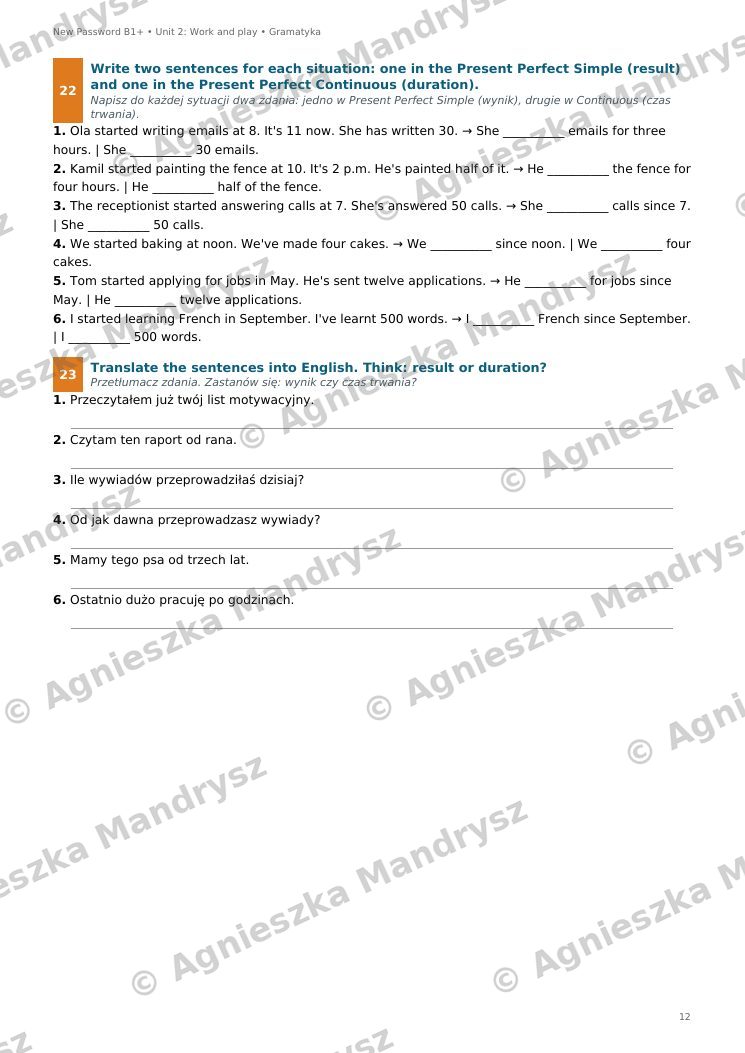 New Password B1+ • Unit 2: Work and play • Gramatyka
22
Write two sentences for each situation: one in the Present Perfect Simple (result)
and one in the Present Perfect Continuous (duration).
Napisz do każdej sytuacji dwa zdania: jedno w Present Perfect Simple (wynik), drugie w Continuous (czas
trwania).
1. Ola started writing emails at 8. It's 11 now. She has written 30. → She __________ emails for three
hours. | She __________ 30 emails.
2. Kamil started painting the fence at 10. It's 2 p.m. He's painted half of it. → He __________ the fence for
four hours. | He __________ half of the fence.
3. The receptionist started answering calls at 7. She's answered 50 calls. → She __________ calls since 7.
| She __________ 50 calls.
4. We started baking at noon. We've made four cakes. → We __________ since noon. | We __________ four
cakes.
5. Tom started applying for jobs in May. He's sent twelve applications. → He __________ for jobs since
May. | He __________ twelve applications.
6. I started learning French in September. I've learnt 500 words. → I __________ French since September.
| I __________ 500 words.
23
Translate the sentences into English. Think: result or duration?
Przetłumacz zdania. Zastanów się: wynik czy czas trwania?
1. Przeczytałem już twój list motywacyjny.
2. Czytam ten raport od rana.
3. Ile wywiadów przeprowadziłaś dzisiaj?
4. Od jak dawna przeprowadzasz wywiady?
5. Mamy tego psa od trzech lat.
6. Ostatnio dużo pracuję po godzinach.
© Agnieszka Mandrysz
12